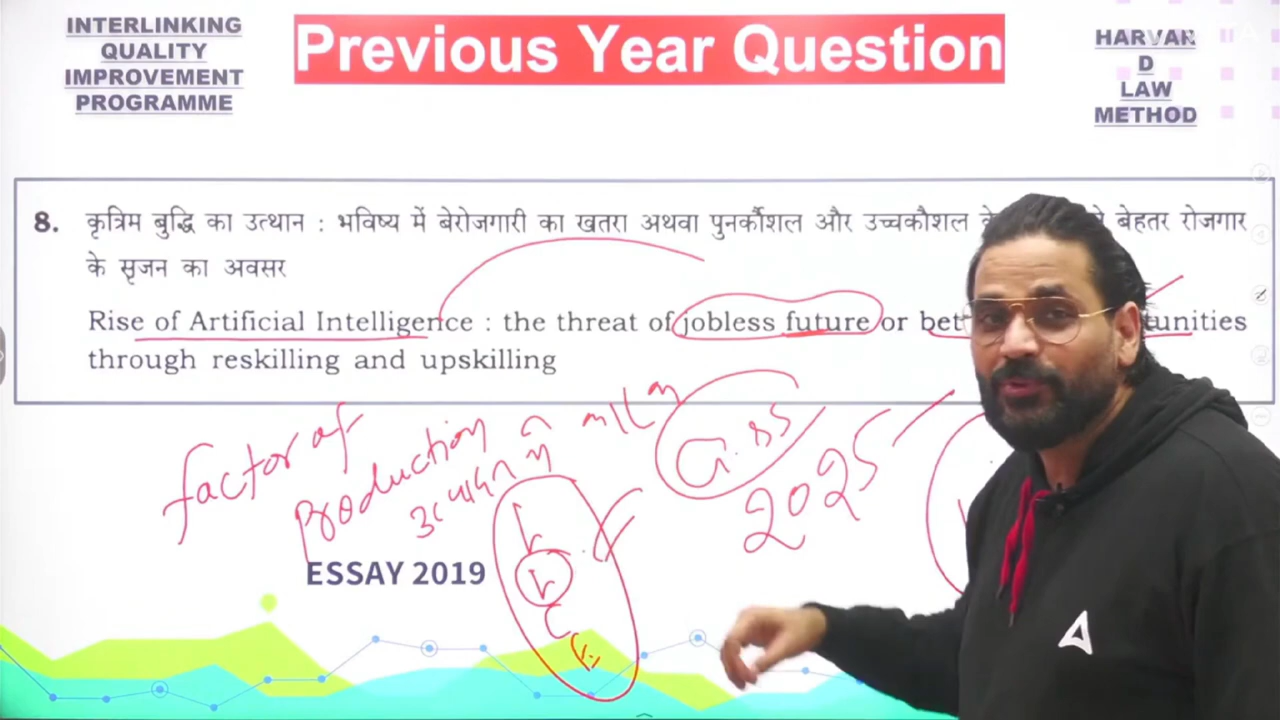 INTERLINKING
QUALITY
IMPROVEMENT
PROGRAMME
Previous Year Question
HARVAR
D
LAW
METHOD
8. कृत्रिम बुद्धि का उत्थान : भविष्य में बेरोजगारी का खतरा अथवा पुनर्कौशल और उच्चकौशल बेहतर रोजगार
के सृजन का अवसर
Rise of Artificial Intelligence : the threat of jobless future or bet unities
through reskilling and upskilling
factor of
production
उत्पादन में
2025
L
L
C
E
ESSAY 2019